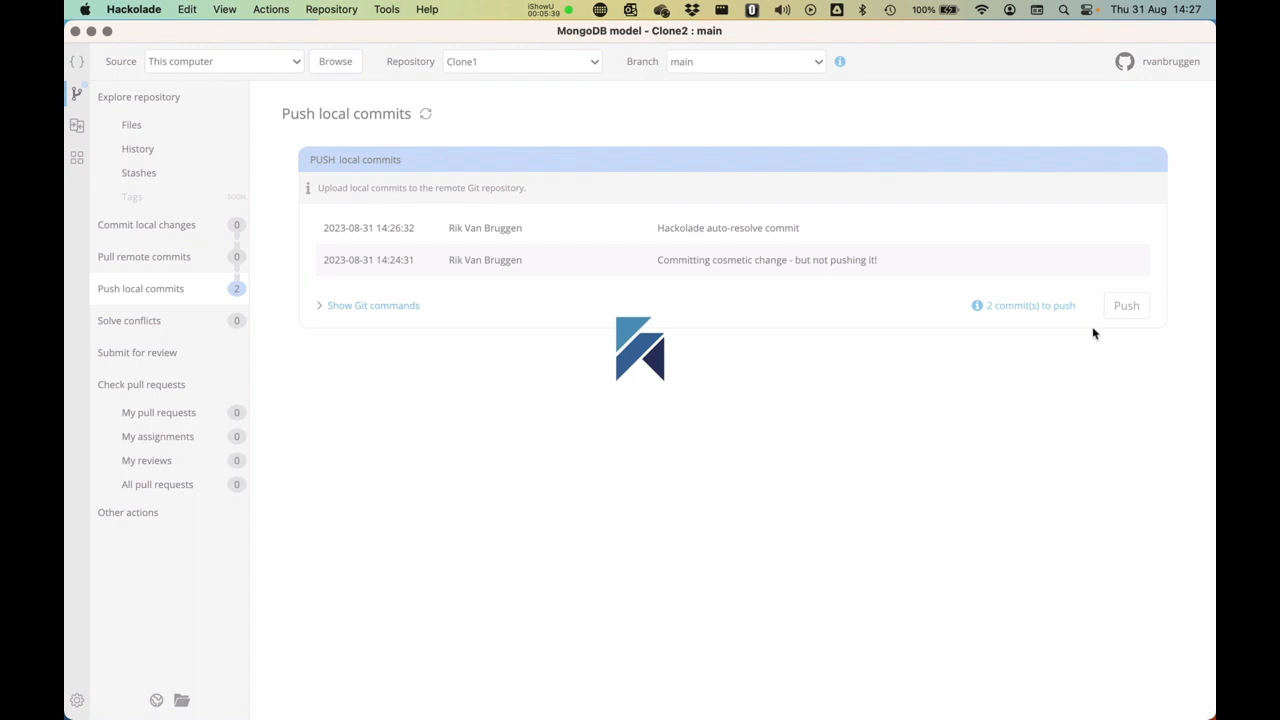 Hackolade Edit View Actions Repository Tools Help iShowU 00:05:39 100% Thu 31 Aug 14:27
MongoDB model - Clone2 : main
Source This computer Browse Repository Clone1 Branch main rvanbruggen
Explore repository
Files
History
Stashes
Tags SOON
Commit local changes 0
Pull remote commits 0
Push local commits 2
Solve conflicts 0
Submit for review
Check pull requests
My pull requests 0
My assignments 0
My reviews 0
All pull requests 0
Other actions
Push local commits
PUSH local commits
Upload local commits to the remote Git repository.
2023-08-31 14:26:32 Rik Van Bruggen Hackolade auto-resolve commit
2023-08-31 14:24:31 Rik Van Bruggen Committing cosmetic change - but not pushing it!
Show Git commands 2 commit(s) to push Push